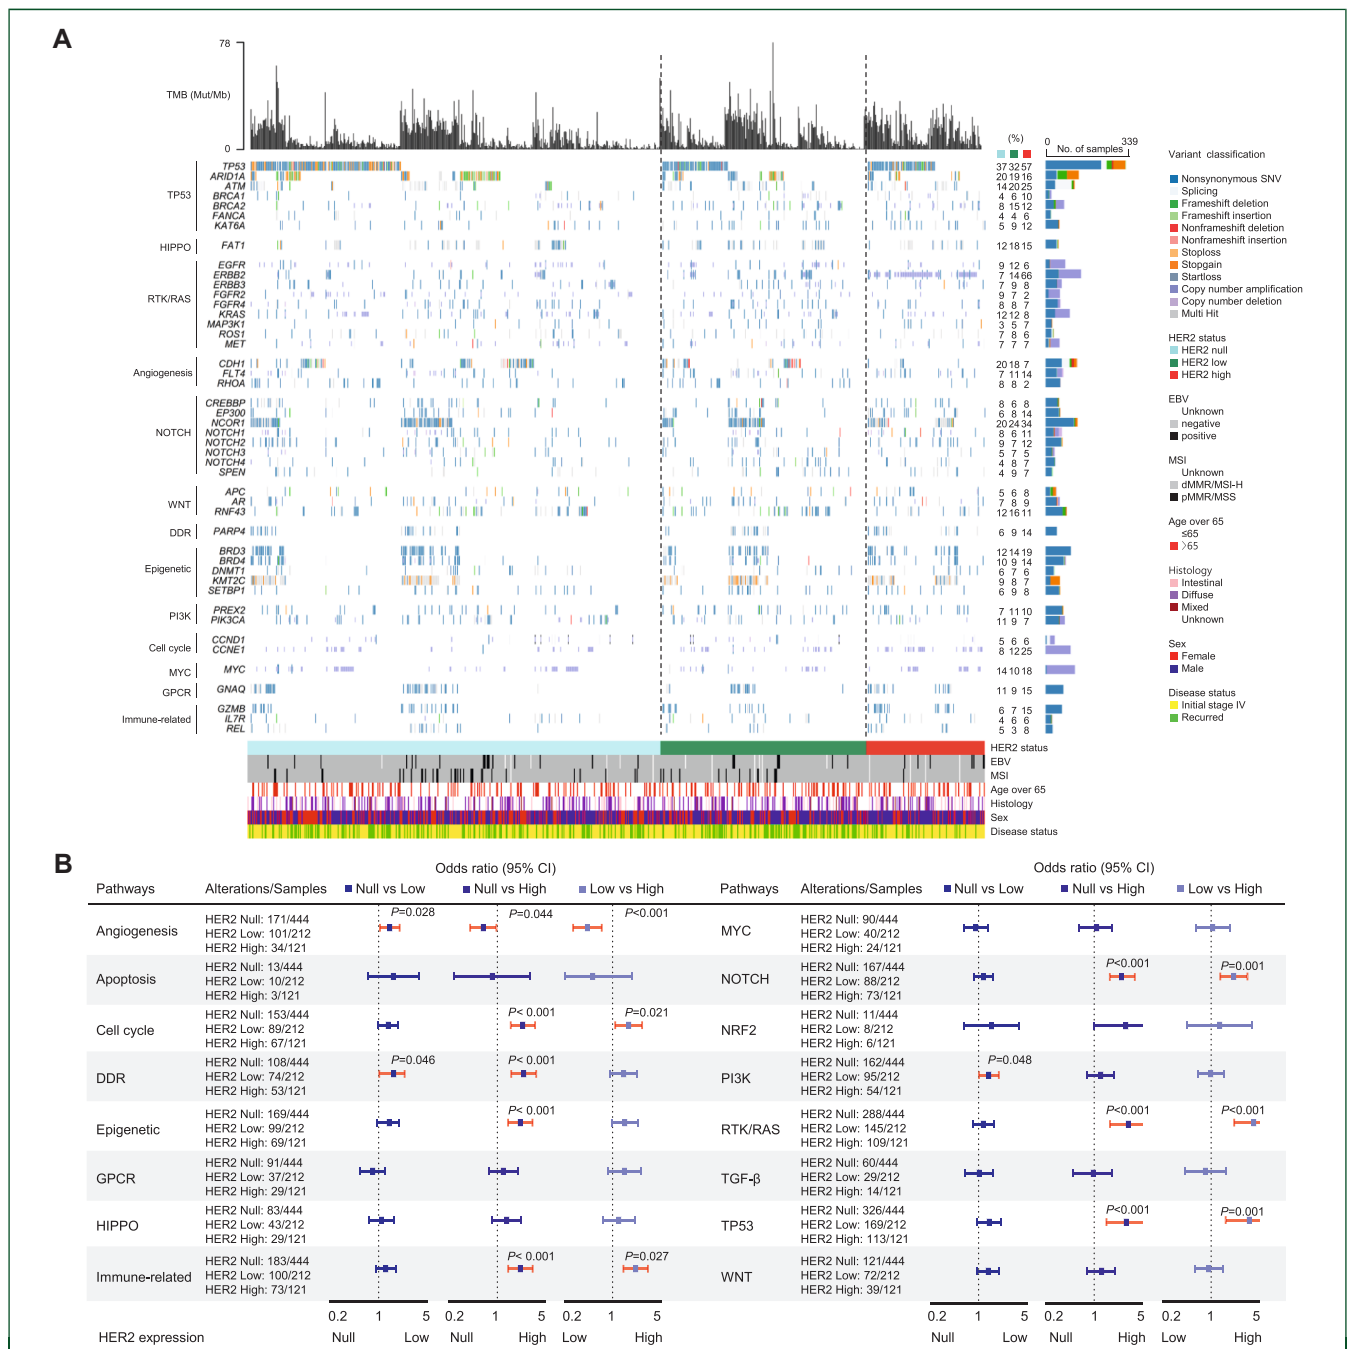 A
78
TMB (Mut/Mb)
0
(%)
0 339
No. of samples
TP53
TP53 37 32 57
ARID1A 20 19 16
ATM 14 20 25
BRCA1 4 6 10
BRCA2 8 15 12
FANCA 4 4 6
KAT6A 5 9 12
HIPPO
FAT1 12 18 15
RTK/RAS
EGFR 9 12 6
ERBB2 7 14 66
ERBB3 7 9 8
FGFR2 9 7 2
FGFR4 8 8 7
KRAS 12 12 8
MAP3K1 3 5 7
ROS1 7 8 6
MET 7 7 7
Angiogenesis
CDH1 20 18 7
FLT4 7 11 14
RHOA 8 8 2
NOTCH
CREBBP 8 6 8
EP300 6 8 14
NCOR1 20 24 34
NOTCH1 8 6 11
NOTCH2 9 7 12
NOTCH3 5 7 5
NOTCH4 4 8 7
SPEN 4 9 7
WNT
APC 5 6 8
AR 7 8 9
RNF43 12 16 11
DDR
PARP4 6 9 14
Epigenetic
BRD3 12 14 19
BRD4 10 9 14
DNMT1 6 7 6
KMT2C 9 8 7
SETBP1 6 9 8
PI3K
PREX2 7 11 10
PIK3CA 11 9 7
Cell cycle
CCND1 5 6 6
CCNE1 8 12 25
MYC
MYC 14 10 18
GPCR
GNAQ 11 9 15
Immune-related
GZMB 6 7 15
IL7R 4 6 6
REL 5 3 8
HER2 status
EBV
MSI
Age over 65
Histology
Sex
Disease status
Variant classification
Nonsynonymous SNV
Splicing
Frameshift deletion
Frameshift insertion
Nonframeshift deletion
Nonframeshift insertion
Stoploss
Stopgain
Startloss
Copy number amplification
Copy number deletion
Multi Hit
HER2 status
HER2 null
HER2 low
HER2 high
EBV
Unknown
negative
positive
MSI
Unknown
dMMR/MSI-H
pMMR/MSS
Age over 65
≤65
>65
Histology
Intestinal
Diffuse
Mixed
Unknown
Sex
Female
Male
Disease status
Initial stage IV
Recurred
B
Odds ratio (95% CI)
Pathways Alterations/Samples Null vs Low Null vs High Low vs High
Angiogenesis
HER2 Null: 171/444
HER2 Low: 101/212
HER2 High: 34/121
P=0.028 P=0.044 P<0.001
Apoptosis
HER2 Null: 13/444
HER2 Low: 10/212
HER2 High: 3/121
Cell cycle
HER2 Null: 153/444
HER2 Low: 89/212
HER2 High: 67/121
P< 0.001 P=0.021
DDR
HER2 Null: 108/444
HER2 Low: 74/212
HER2 High: 53/121
P=0.046 P< 0.001
Epigenetic
HER2 Null: 169/444
HER2 Low: 99/212
HER2 High: 69/121
P< 0.001
GPCR
HER2 Null: 91/444
HER2 Low: 37/212
HER2 High: 29/121
HIPPO
HER2 Null: 83/444
HER2 Low: 43/212
HER2 High: 29/121
Immune-related
HER2 Null: 183/444
HER2 Low: 100/212
HER2 High: 73/121
P< 0.001 P=0.027
0.2 1 5 0.2 1 5 0.2 1 5
HER2 expression Null Low Null High Low High
Odds ratio (95% CI)
Pathways Alterations/Samples Null vs Low Null vs High Low vs High
MYC
HER2 Null: 90/444
HER2 Low: 40/212
HER2 High: 24/121
NOTCH
HER2 Null: 167/444
HER2 Low: 88/212
HER2 High: 73/121
P<0.001 P=0.001
NRF2
HER2 Null: 11/444
HER2 Low: 8/212
HER2 High: 6/121
PI3K
HER2 Null: 162/444
HER2 Low: 95/212
HER2 High: 54/121
P=0.048
RTK/RAS
HER2 Null: 288/444
HER2 Low: 145/212
HER2 High: 109/121
P<0.001 P<0.001
TGF-β
HER2 Null: 60/444
HER2 Low: 29/212
HER2 High: 14/121
TP53
HER2 Null: 326/444
HER2 Low: 169/212
HER2 High: 113/121
P<0.001 P=0.001
WNT
HER2 Null: 121/444
HER2 Low: 72/212
HER2 High: 39/121
0.2 1 5 0.2 1 5 0.2 1 5
Null Low Null High Low High